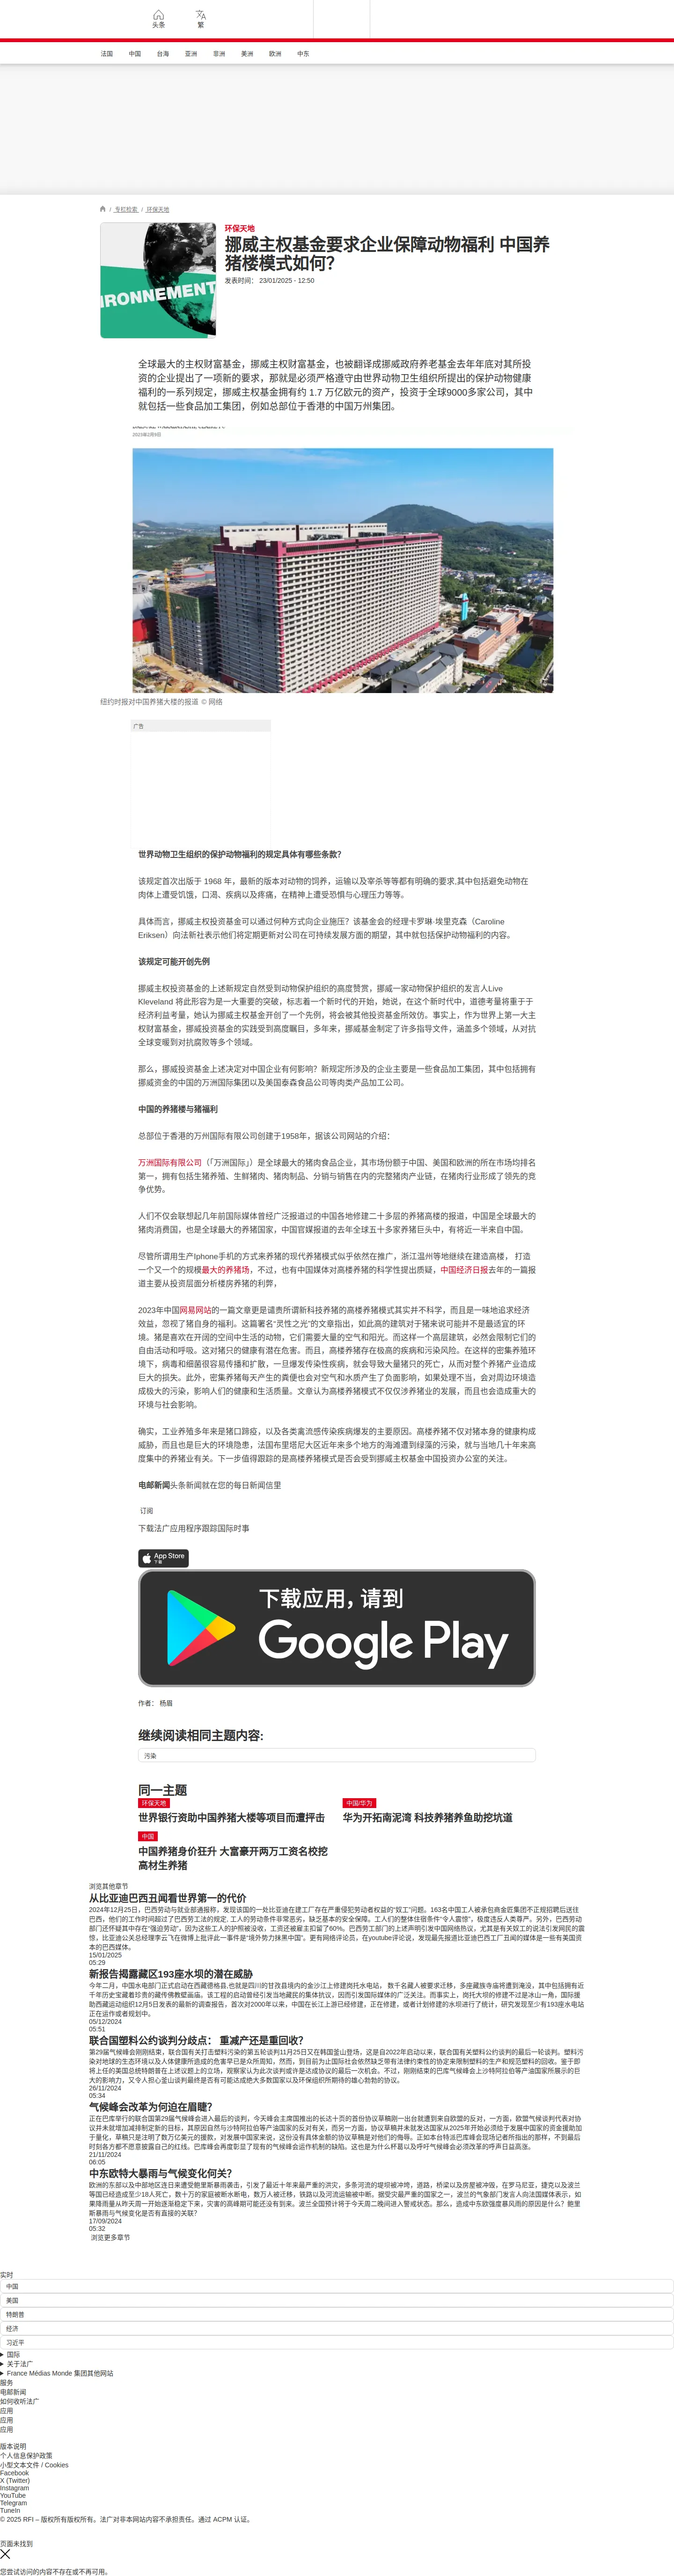 头条
繁
法国 中国 台海 亚洲 非洲 美洲 欧洲 中东
/ 专栏检索 / 环保天地
IRONNEMENT
环保天地
挪威主权基金要求企业保障动物福利 中国养
猪楼模式如何?
发表时间： 23/01/2025 - 12:50
全球最大的主权财富基金，挪威主权财富基金，也被翻译成挪威政府养老基金去年年底对其所投
资的企业提出了一项新的要求，那就是必须严格遵守由世界动物卫生组织所提出的保护动物健康
福利的一系列规定，挪威主权基金拥有约 1.7 万亿欧元的资产，投资于全球9000多家公司，其中
就包括一些食品加工集团，例如总部位于香港的中国万州集团。
2023年2月9日
纽约时报对中国养猪大楼的报道 © 网络
广告
世界动物卫生组织的保护动物福利的规定具体有哪些条款?
该规定首次出版于 1968 年，最新的版本对动物的饲养，运输以及宰杀等等都有明确的要求,其中包括避免动物在
肉体上遭受饥饿，口渴、疾病以及疼痛，在精神上遭受恐惧与心理压力等等。
具体而言，挪威主权投资基金可以通过何种方式向企业施压？该基金会的经理卡罗琳·埃里克森（Caroline
Eriksen）向法新社表示他们将定期更新对公司在可持续发展方面的期望，其中就包括保护动物福利的内容。
该规定可能开创先例
挪威主权投资基金的上述新规定自然受到动物保护组织的高度赞赏，挪威一家动物保护组织的发言人Live
Kleveland 将此形容为是一大重要的突破，标志着一个新时代的开始，她说，在这个新时代中，道德考量将重于于
经济利益考量，她认为挪威主权基金开创了一个先例，将会被其他投资基金所效仿。事实上，作为世界上第一大主
权财富基金，挪威投资基金的实践受到高度瞩目，多年来，挪威基金制定了许多指导文件，涵盖多个领域，从对抗
全球变暖到对抗腐败等多个领域。
那么，挪威投资基金上述决定对中国企业有何影响？新规定所涉及的企业主要是一些食品加工集团，其中包括拥有
挪威资金的中国的万洲国际集团以及美国泰森食品公司等肉类产品加工公司。
中国的养猪楼与猪福利
总部位于香港的万州国际有限公司创建于1958年，据该公司网站的介绍：
万洲国际有限公司（｢万洲国际｣）是全球最大的猪肉食品企业，其市场份额于中国、美国和欧洲的所在市场均排名
第一，拥有包括生猪养殖、生鲜猪肉、猪肉制品、分销与销售在内的完整猪肉产业链，在猪肉行业形成了领先的竞
争优势。
人们不仅会联想起几年前国际媒体曾经广泛报道过的中国各地修建二十多层的养猪高楼的报道，中国是全球最大的
猪肉消费国，也是全球最大的养猪国家，中国官媒报道的去年全球五十多家养猪巨头中，有将近一半来自中国。
尽管所谓用生产Iphone手机的方式来养猪的现代养猪模式似乎依然在推广，浙江温州等地继续在建造高楼， 打造
一个又一个的规模最大的养猪场，不过，也有中国媒体对高楼养猪的科学性提出质疑，中国经济日报去年的一篇报
道主要从投资层面分析楼房养猪的利弊，
2023年中国网易网站的一篇文章更是谴责所谓新科技养猪的高楼养猪模式其实并不科学，而且是一味地追求经济
效益，忽视了猪自身的福利。这篇署名“灵性之光”的文章指出，如此高的建筑对于猪来说可能并不是最适宜的环
境。猪是喜欢在开阔的空间中生活的动物，它们需要大量的空气和阳光。而这样一个高层建筑，必然会限制它们的
自由活动和呼吸。这对猪只的健康有潜在危害。而且，高楼养猪存在极高的疾病和污染风险。在这样的密集养殖环
境下，病毒和细菌很容易传播和扩散，一旦爆发传染性疾病，就会导致大量猪只的死亡，从而对整个养猪产业造成
巨大的损失。此外，密集养猪每天产生的粪便也会对空气和水质产生了负面影响，如果处理不当，会对周边环境造
成极大的污染，影响人们的健康和生活质量。文章认为高楼养猪模式不仅仅涉养猪业的发展，而且也会造成重大的
环境与社会影响。
确实，工业养殖多年来是猪口蹄疫，以及各类禽流感传染疾病爆发的主要原因。高楼养猪不仅对猪本身的健康构成
威胁，而且也是巨大的环境隐患，法国布里塔尼大区近年来多个地方的海滩遭到绿藻的污染，就与当地几十年来高
度集中的养猪业有关。下一步值得跟踪的是高楼养猪模式是否会受到挪威主权基金中国投资办公室的关注。
电邮新闻头条新闻就在您的每日新闻信里
订阅
下载法广应用程序跟踪国际时事
App Store
下载
下载应用，请到
Google Play
作者： 杨眉
继续阅读相同主题内容:
污染
同一主题
环保天地
世界银行资助中国养猪大楼等项目而遭抨击
中国/华为
华为开拓南泥湾 科技养猪养鱼助挖坑道
中国
中国养猪身价狂升 大富豪开两万工资名校挖
高材生养猪
浏览其他章节
从比亚迪巴西丑闻看世界第一的代价
2024年12月25日，巴西劳动与就业部通报称，发现该国的一处比亚迪在建工厂存在严重侵犯劳动者权益的“奴工”问题。163名中国工人被承包商金匠集团不正规招聘后送往
巴西，他们的工作时间超过了巴西劳工法的规定, 工人的劳动条件非常恶劣，缺乏基本的安全保障。工人们的整体住宿条件“令人震惊”，极度违反人类尊严。另外，巴西劳动
部门还怀疑其中存在“强迫劳动”，因为这些工人的护照被没收，工资还被雇主扣留了60%。巴西劳工部门的上述声明引发中国网络热议，尤其是有关奴工的说法引发网民的震
惊。比亚迪公关总经理李云飞在微博上批评此一事件是“境外势力抹黑中国”。更有网络评论员，在youtube评论说，发现最先报道比亚迪巴西工厂丑闻的媒体是一些有美国资
本的巴西媒体。
15/01/2025
05:29
新报告揭露藏区193座水坝的潜在威胁
今年二月，中国水电部门正式启动在西藏德格县,也就是四川的甘孜县境内的金沙江上修建岗托水电站， 数千名藏人被要求迁移，多座藏族寺庙将遭到淹没，其中包括拥有近
千年历史宝藏着珍贵的藏传佛教壁画庙。该工程的启动曾经引发当地藏民的集体抗议，因而引发国际媒体的广泛关注。而事实上，岗托大坝的修建不过是冰山一角，国际援
助西藏运动组织12月5日发表的最新的调查报告，首次对2000年以来，中国在长江上游已经修建，正在修建，或者计划修建的水坝进行了统计，研究发现至少有193座水电站
正在运作或者规划中。
05/12/2024
05:51
联合国塑料公约谈判分歧点： 重减产还是重回收?
第29届气候峰会刚刚结束，联合国有关打击塑料污染的第五轮谈判11月25日又在韩国釜山登场，这是自2022年启动以来，联合国有关塑料公约谈判的最后一轮谈判。塑料污
染对地球的生态环境以及人体健康所造成的危害早已是众所周知，然而，到目前为止国际社会依然缺乏带有法律约束性的协定来限制塑料的生产和规范塑料的回收。鉴于即
将上任的美国总统特朗普在上述议题上的立场，观察家认为此次谈判或许是达成协议的最后一次机会。不过，刚刚结束的巴库气候峰会上沙特阿拉伯等产油国家所展示的巨
大的影响力，又令人担心釜山谈判最终是否有可能达成绝大多数国家以及环保组织所期待的雄心勃勃的协议。
26/11/2024
05:34
气候峰会改革为何迫在眉睫?
正在巴库举行的联合国第29届气候峰会进入最后的谈判，今天峰会主席国推出的长达十页的首份协议草稿刚一出台就遭到来自欧盟的反对，一方面，欧盟气候谈判代表对协
议并未就增加减排制定新的目标，其原因自然与沙特阿拉伯等产油国家的反对有关，而另一方面，协议草稿并未就发达国家从2025年开始必须给于发展中国家的资金援助加
于量化，草稿只是注明了数万亿美元的援款，对发展中国家来说，这份没有具体金额的协议草稿是对他们的侮辱。正如本台特派巴库峰会现场记者所指出的那样，不到最后
时刻各方都不愿意披露自己的红线。巴库峰会再度彰显了现有的气候峰会运作机制的缺陷。这也是为什么杯葛以及呼吁气候峰会必须改革的呼声日益高涨。
21/11/2024
06:05
中东欧特大暴雨与气候变化何关?
欧洲的东部以及中部地区连日来遭受鲍里斯暴雨袭击，引发了最近十年来最严重的洪灾，多条河流的堤坝被冲垮，道路，桥梁以及房屋被冲毁，在罗马尼亚，捷克以及波兰
等国已经造成至少18人死亡，数十万的家庭被断水断电，数万人被迁移，铁路以及河流运输被中断。据受灾最严重的国家之一，波兰的气象部门发言人向法国媒体表示，如
果降雨量从昨天周一开始逐渐稳定下来，灾害的高峰期可能还没有到来。波兰全国预计将于今天周二晚间进入警戒状态。那么，造成中东欧强度暴风雨的原因是什么？鲍里
斯暴雨与气候变化是否有直接的关联？
17/09/2024
05:32
浏览更多章节
实时
中国
美国
特朗普
经济
习近平
国际
关于法广
France Médias Monde 集团其他网站
服务
电邮新闻
如何收听法广
应用
应用
应用
版本说明
个人信息保护政策
小型文本文件 / Cookies
Facebook
X (Twitter)
Instagram
YouTube
Telegram
TuneIn
© 2025 RFI – 版权所有版权所有。法广对非本网站内容不承担责任。通过 ACPM 认证。
页面未找到
您尝试访问的内容不存在或不再可用。